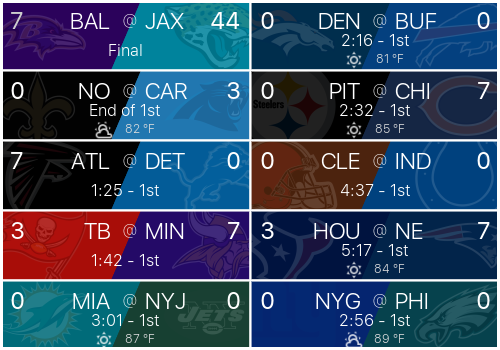 7 BAL @ JAX 44
Final
0 DEN @ BUF 0
2:16 - 1st
81 °F
0 NO @ CAR 3
End of 1st
82 °F
0 PIT @ CHI 7
Steelers
2:32 - 1st
85 °F
7 ATL @ DET 0
1:25 - 1st
0 CLE @ IND 0
4:37 - 1st
3 TB @ MIN 7
1:42 - 1st
3 HOU @ NE 7
5:17 - 1st
84 °F
0 MIA @ NYJ 0
JETS
3:01 - 1st
87 °F
0 NYG @ PHI 0
2:56 - 1st
89 °F